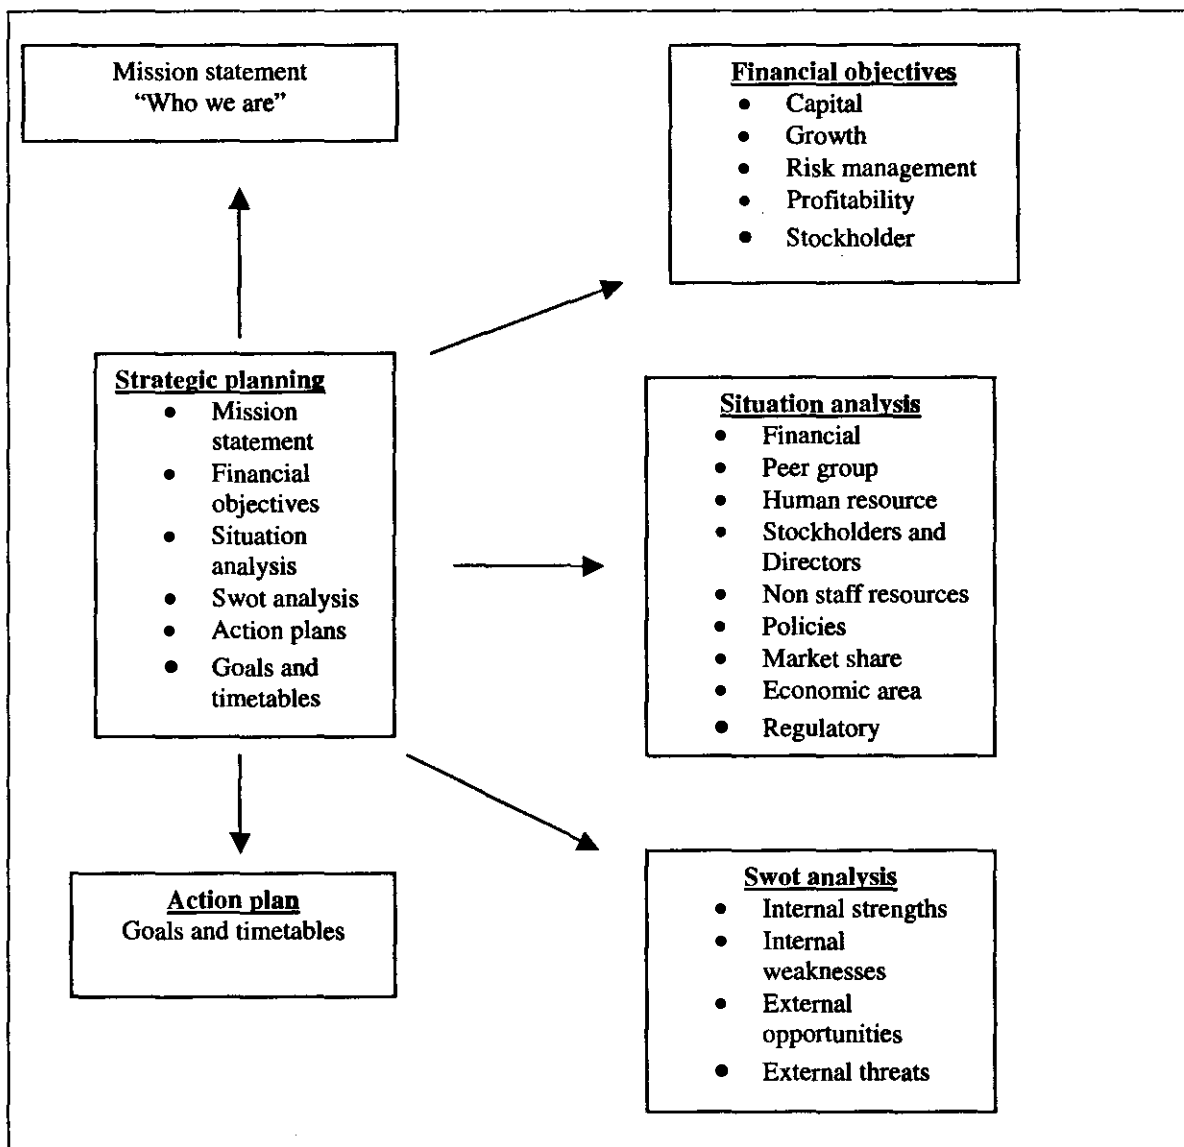 Mission statement
“Who we are”
Financial objectives
• Capital
• Growth
• Risk management
• Profitability
• Stockholder
Strategic planning
• Mission
statement
• Financial
objectives
• Situation
analysis
• Swot analysis
• Action plans
• Goals and
timetables
Situation analysis
• Financial
• Peer group
• Human resource
• Stockholders and
Directors
• Non staff resources
• Policies
• Market share
• Economic area
• Regulatory
Action plan
Goals and timetables
Swot analysis
• Internal strengths
• Internal
weaknesses
• External
opportunities
• External threats